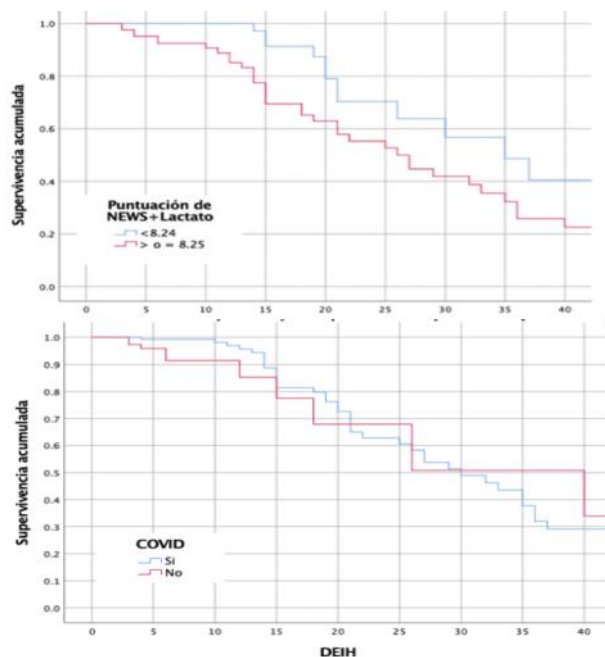 Supervivencia acumulada
1.0
0.8
0.6
0.4
0.2
0.0
Puntuación de
NEWS+Lactato
<8.24
> o = 8.25
0 5 10 15 20 25 30 35 40
Supervivencia acumulada
1.0
0.9
0.8
0.7
0.6
0.5
0.4
0.3
0.2
0.1
0.0
COVID
Si
No
0 5 10 15 20 25 30 35 40
DEIH